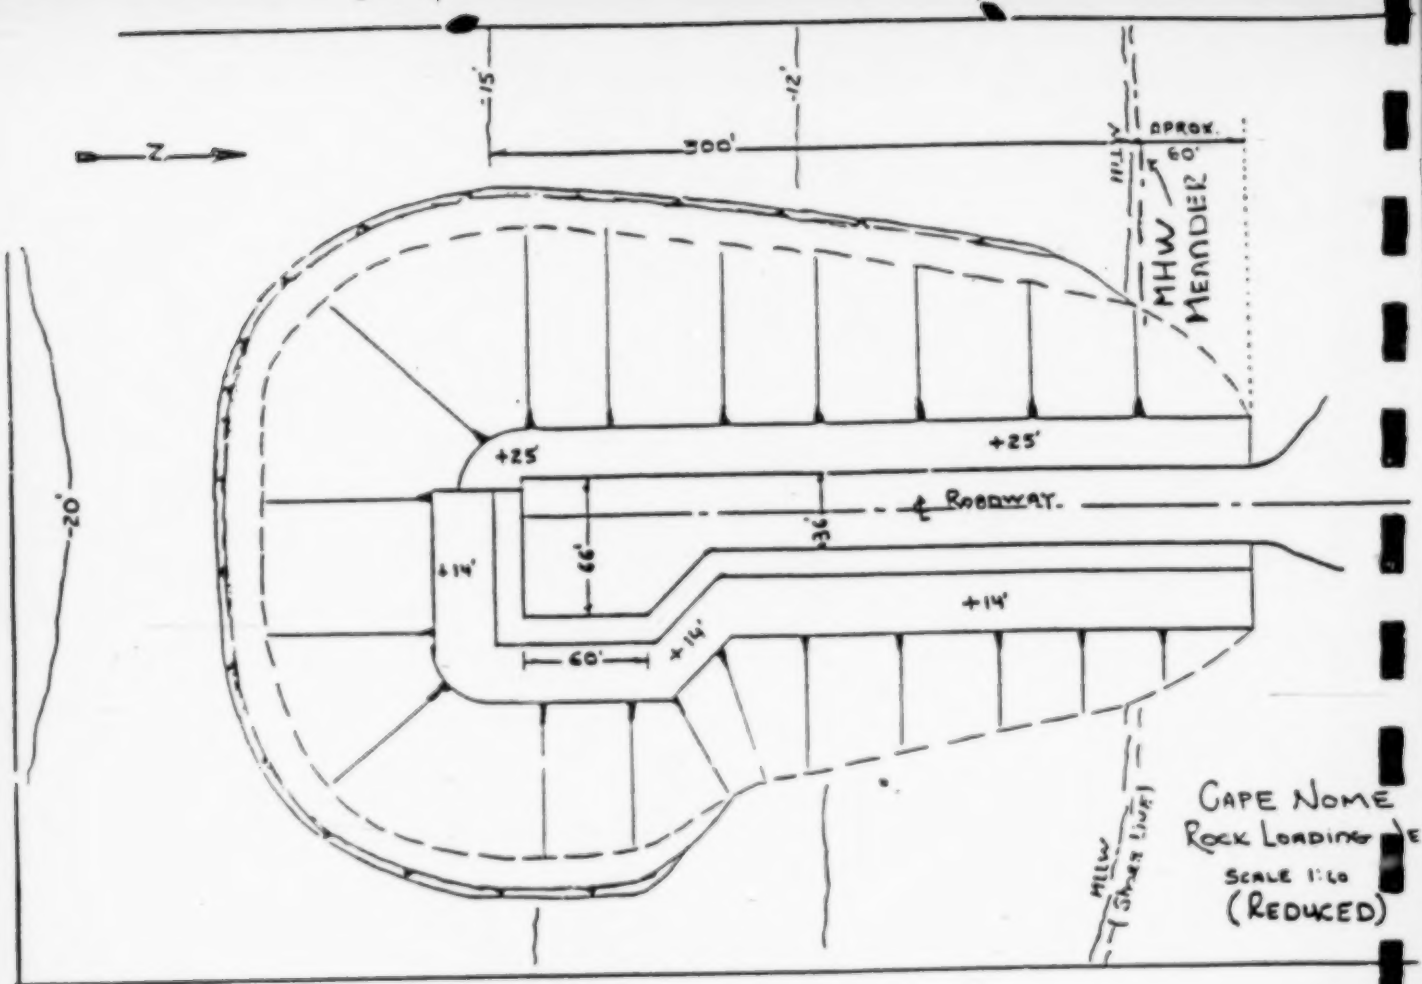 -15'
-12'
N
300'
APROX.
60'
MHW
MEANDER
+25'
+25'
ROADWAY.
-20'
66'
36'
+14'
+14'
60'
x 14'
MLLW
CAPE NOME
ROCK LOADING
SCALE 1:60
(REDUCED)